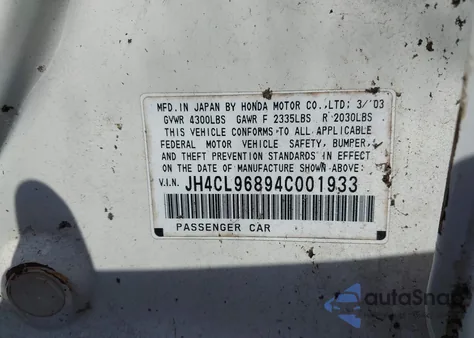 MFD.IN JAPAN BY HONDA MOTOR CO.,LTD; 3/'03
GVWR 4300LBS GAWR F 2335LBS R 2030LBS
THIS VEHICLE CONFORMS TO ALL APPLICABLE
FEDERAL MOTOR VEHICLE SAFETY, BUMPER,
AND THEFT PREVENTION STANDARDS IN EFFECT
ON THE DATE OF MANUFACTURE SHOWN ABOVE;
V.I.N. JH4CL96894C001933
PASSENGER CAR
autoSnap